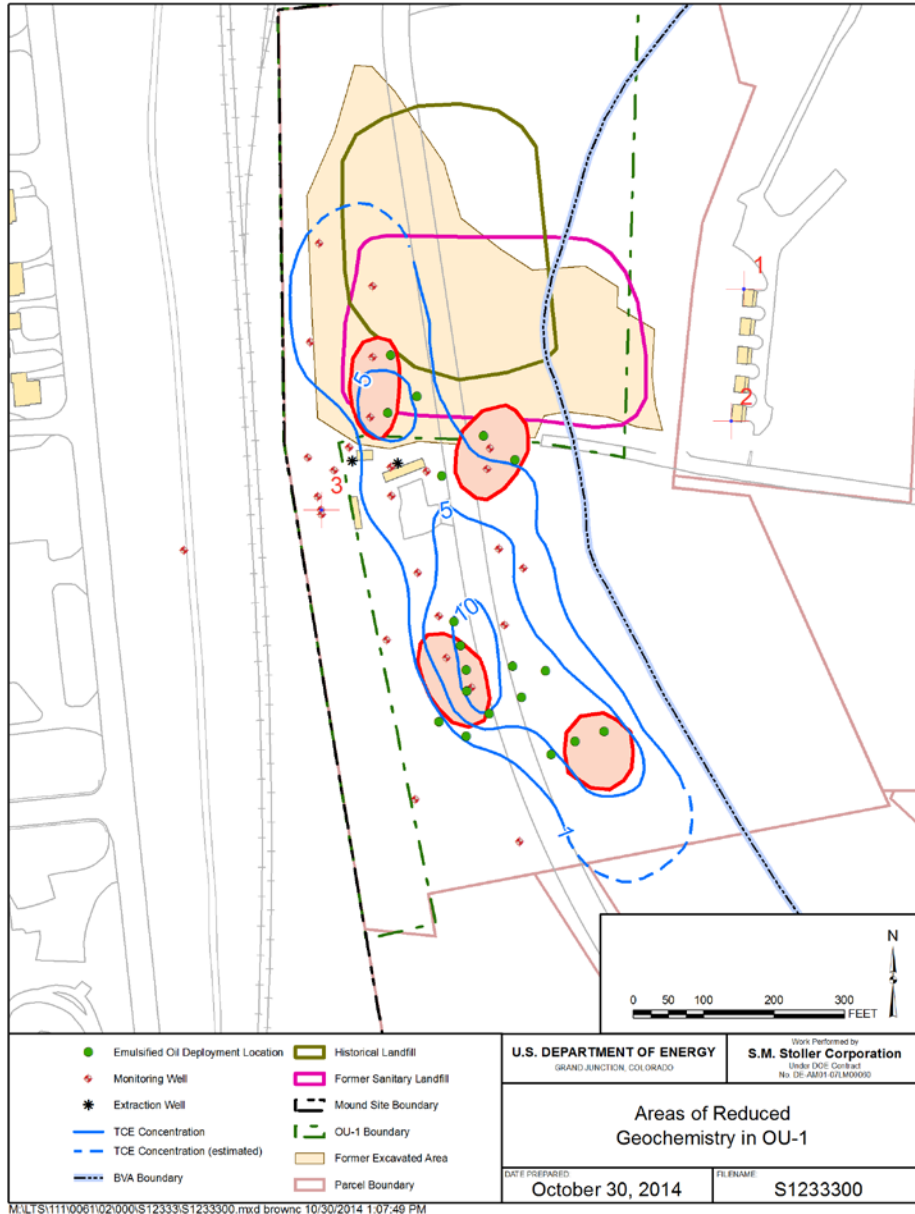 1
2
5
3
5
10
1
N
0 50 100 200 300
FEET
Emulsified Oil Deployment Location
Monitoring Well
Extraction Well
TCE Concentration
TCE Concentration (estimated)
BVA Boundary
Historical Landfill
Former Sanitary Landfill
Mound Site Boundary
OU-1 Boundary
Former Excavated Area
Parcel Boundary
U.S. DEPARTMENT OF ENERGY
GRAND JUNCTION, COLORADO
Work Performed by
S.M. Stoller Corporation
Under DOE Contract
No. DE-AM01-07LM00060
Areas of Reduced
Geochemistry in OU-1
DATE PREPARED
October 30, 2014
FILENAME
S1233300
M:\LTS\111\0061\02\000\S12333\S1233300.mxd brownc 10/30/2014 1:07:49 PM